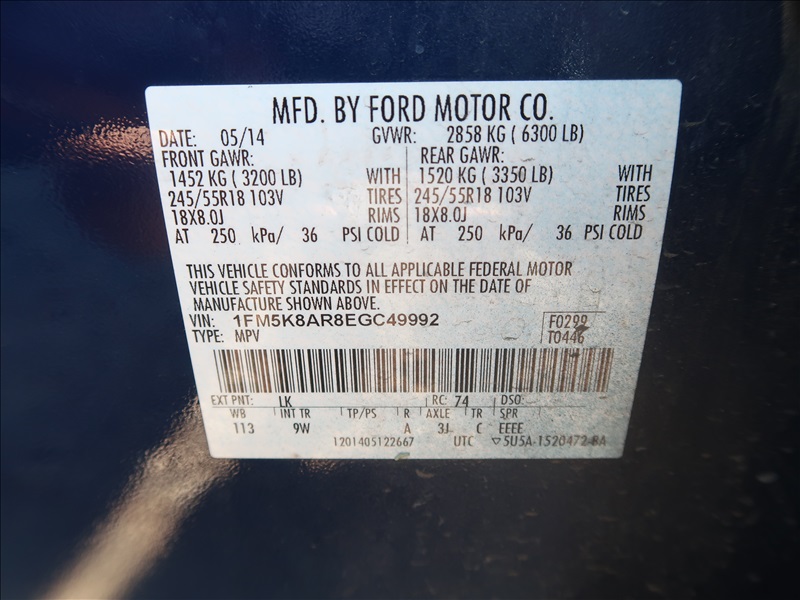 MFD. BY FORD MOTOR CO.
DATE: 05/14 GVWR: 2858 KG ( 6300 LB)
FRONT GAWR: REAR GAWR:
1452 KG ( 3200 LB) WITH 1520 KG ( 3350 LB) WITH
245/55R18 103V TIRES 245/55R18 103V TIRES
18X8.0J RIMS 18X8.0J RIMS
AT 250 kPa/ 36 PSI COLD AT 250 kPa/ 36 PSI COLD
THIS VEHICLE CONFORMS TO ALL APPLICABLE FEDERAL MOTOR
VEHICLE SAFETY STANDARDS IN EFFECT ON THE DATE OF
MANUFACTURE SHOWN ABOVE.
VIN: 1FM5K8AR8EGC49992 F0299
TYPE: MPV T0446
EXT PNT: LK RC: 74 DSO:
WB INT TR TP/PS R AXLE TR SPR
113 9W A 3J C EEEE
1201405122667 UTC ▽5U5A-1520472-BA